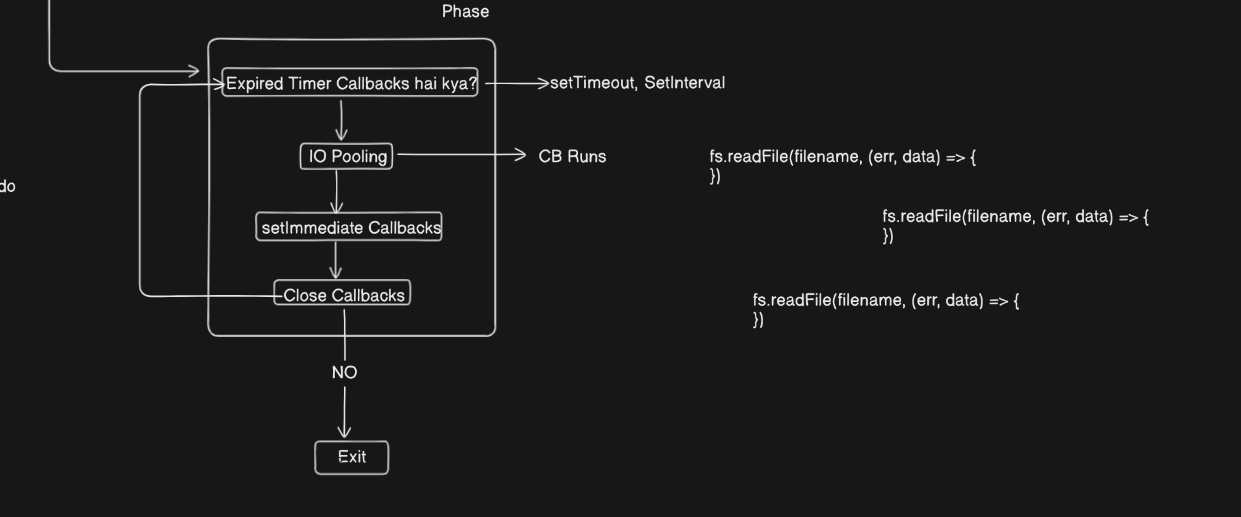 Phase
Expired Timer Callbacks hai kya?
setTimeout, SetInterval
IO Pooling
CB Runs
fs.readFile(filename, (err, data) => {
})
do
fs.readFile(filename, (err, data) => {
})
setImmediate Callbacks
Close Callbacks
fs.readFile(filename, (err, data) => {
})
NO
Exit